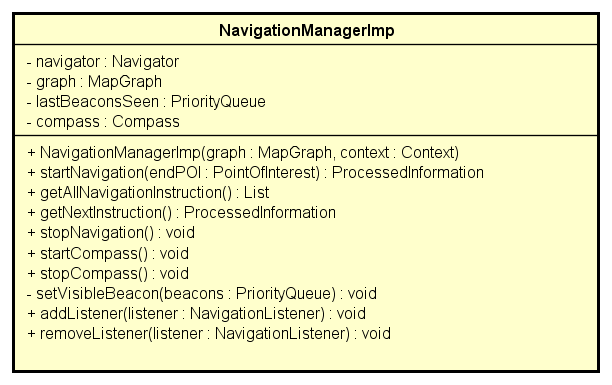 NavigationManagerImp
- navigator : Navigator
- graph : MapGraph
- lastBeaconsSeen : PriorityQueue
- compass : Compass
+ NavigationManagerImp(graph : MapGraph, context : Context)
+ startNavigation(endPOI : PointOfInterest) : ProcessedInformation
+ getAllNavigationInstruction() : List
+ getNextInstruction() : ProcessedInformation
+ stopNavigation() : void
+ startCompass() : void
+ stopCompass() : void
- setVisibleBeacon(beacons : PriorityQueue) : void
+ addListener(listener : NavigationListener) : void
+ removeListener(listener : NavigationListener) : void